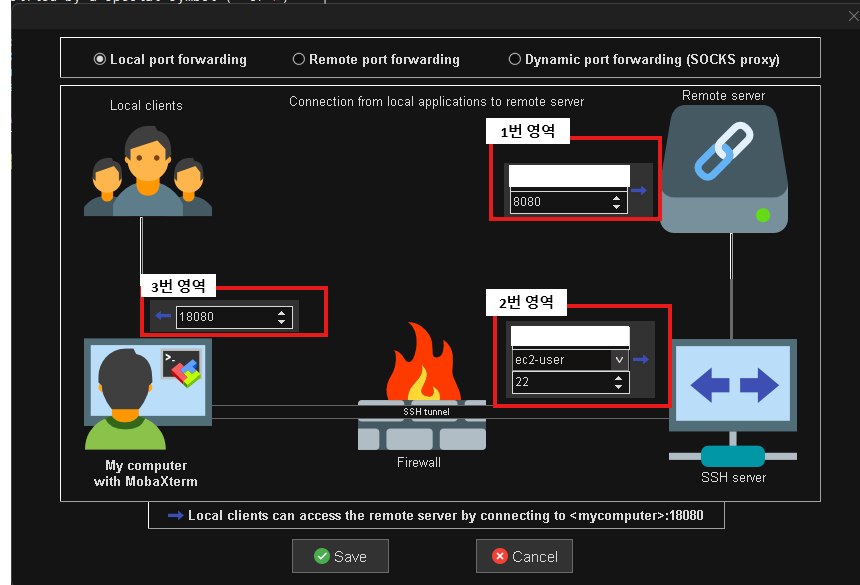 Local port forwarding
Remote port forwarding
Dynamic port forwarding (SOCKS proxy)
Local clients
Connection from local applications to remote server
Remote server
1번 영역
8080
3번 영역
18080
2번 영역
ec2-user
22
SSH tunnel
Firewall
My computer
with MobaXterm
SSH server
Local clients can access the remote server by connecting to <mycomputer>:18080
Save
Cancel